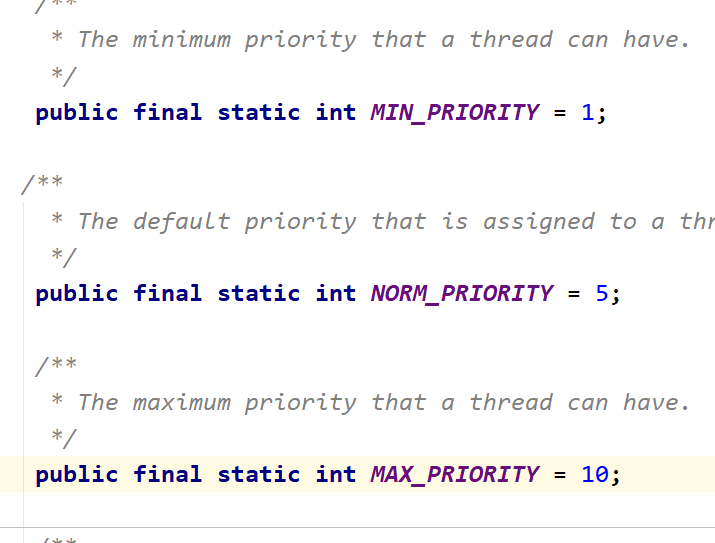 /**
* The minimum priority that a thread can have.
*/
public final static int MIN_PRIORITY = 1;
/**
* The default priority that is assigned to a
*/
public final static int NORM_PRIORITY = 5;
/**
* The maximum priority that a thread can have.
*/
public final static int MAX_PRIORITY = 10;
/**